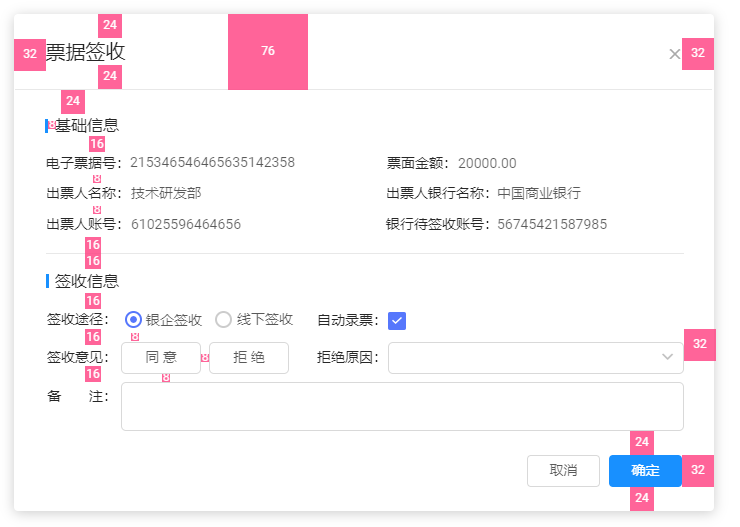 24
76
32 票据签收 × 32
24
24
8 基础信息
16
电子票据号：215346546465635142358 票面金额：20000.00
8
出票人名称：技术研发部 出票人银行名称：中国商业银行
8
出票人账号：61025596464656 银行待签收账号：56745421587985
16
16
签收信息
16
签收途径： 银企签收 线下签收 自动录票：
16 8
签收意见： 同意 8 拒绝 拒绝原因： 32
16 8
备 注：
24
取消 确定 32
24